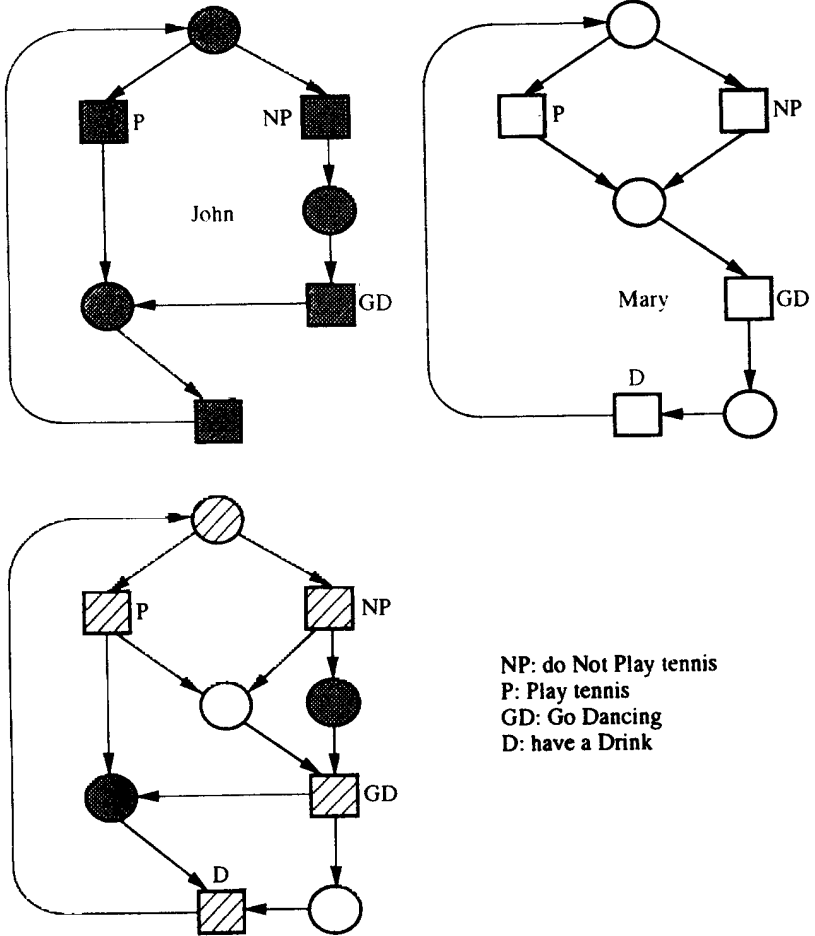 P
NP
John
GD
P
NP
Mary
GD
D
P
NP
GD
D
NP: do Not Play tennis
P: Play tennis
GD: Go Dancing
D: have a Drink